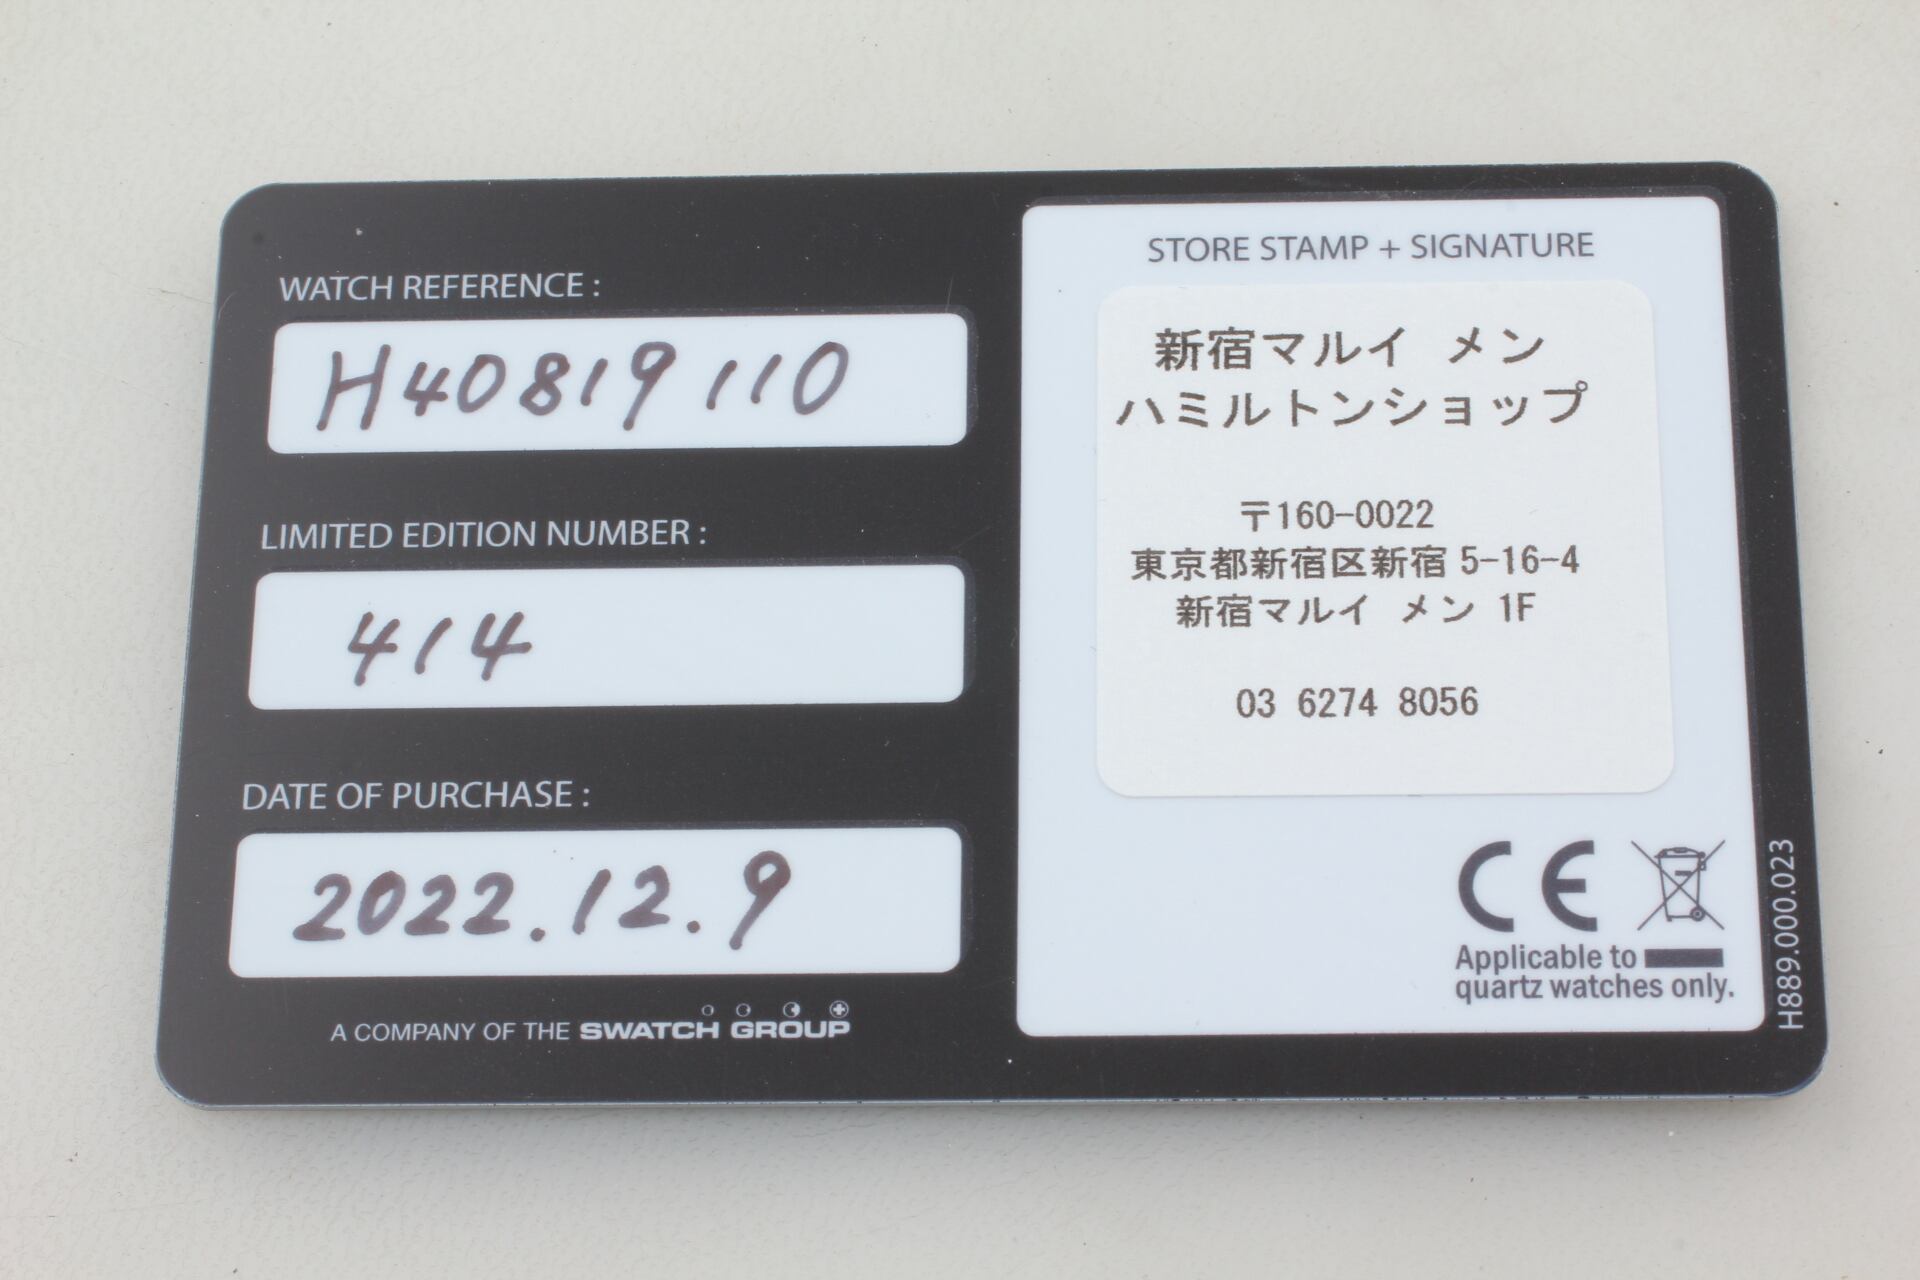 WATCH REFERENCE :
H40819110
LIMITED EDITION NUMBER :
414
DATE OF PURCHASE :
2022.12.9
A COMPANY OF THE SWATCH GROUP
STORE STAMP + SIGNATURE
新宿マルイ メン
ハミルトンショップ
〒160-0022
東京都新宿区新宿 5-16-4
新宿マルイ メン 1F
03 6274 8056
CE
Applicable to
quartz watches only.
H889.000.023